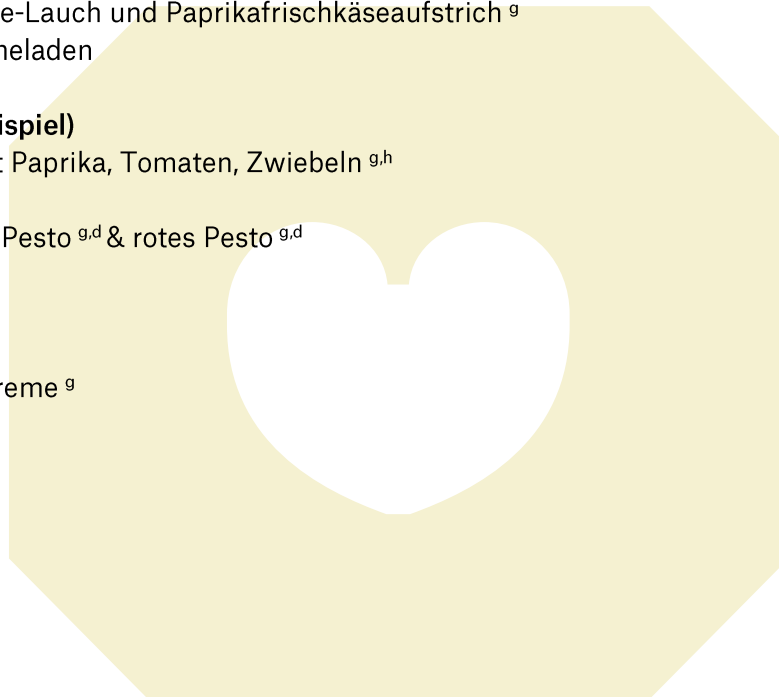 e-Lauch und Paprikafrischkäseaufstrich g
neladen
ispiel)
t Paprika, Tomaten, Zwiebeln g,h
Pesto g,d & rotes Pesto g,d
reme g